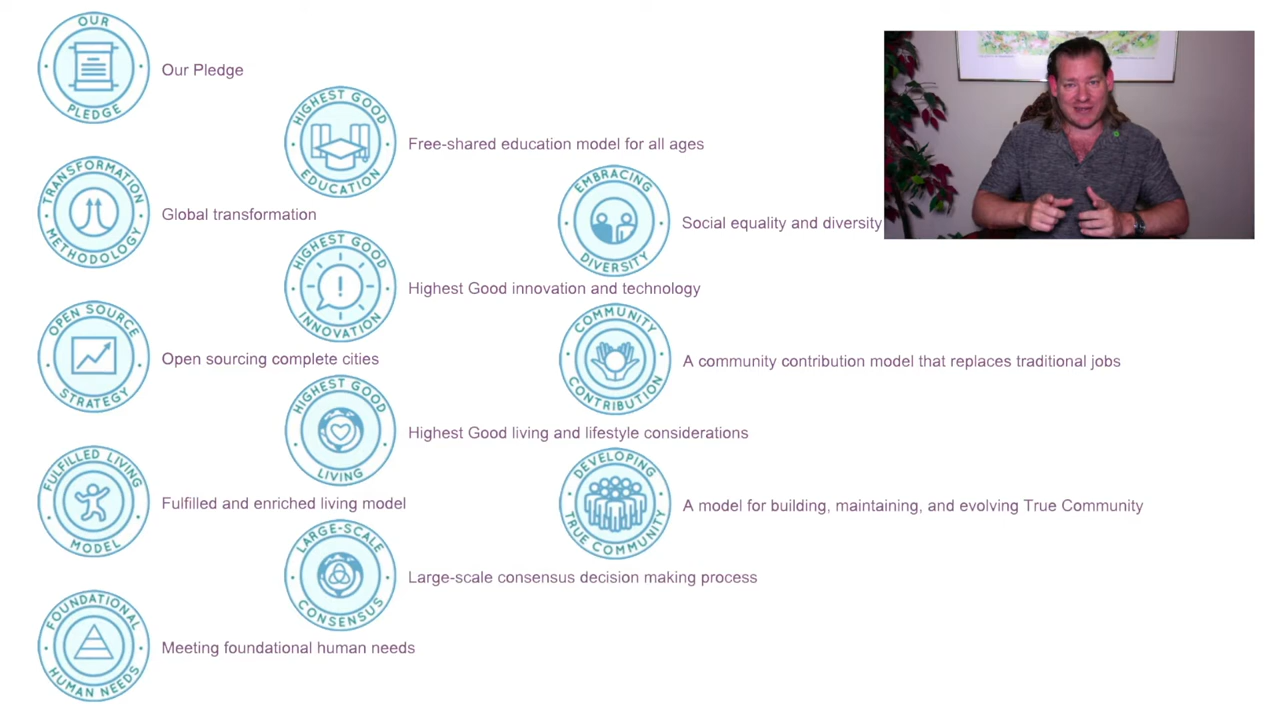 OUR PLEDGE
Our Pledge
HIGHEST GOOD EDUCATION
Free-shared education model for all ages
TRANSFORMATION METHODOLOGY
Global transformation
EMBRACING DIVERSITY
Social equality and diversity
HIGHEST GOOD INNOVATION
!
Highest Good innovation and technology
OPEN SOURCE STRATEGY
Open sourcing complete cities
COMMUNITY CONTRIBUTION
A community contribution model that replaces traditional jobs
HIGHEST GOOD LIVING
Highest Good living and lifestyle considerations
FULFILLED LIVING MODEL
Fulfilled and enriched living model
DEVELOPING TRUE COMMUNITY
A model for building, maintaining, and evolving True Community
LARGE-SCALE CONSENSUS
Large-scale consensus decision making process
FOUNDATIONAL HUMAN NEEDS
Meeting foundational human needs